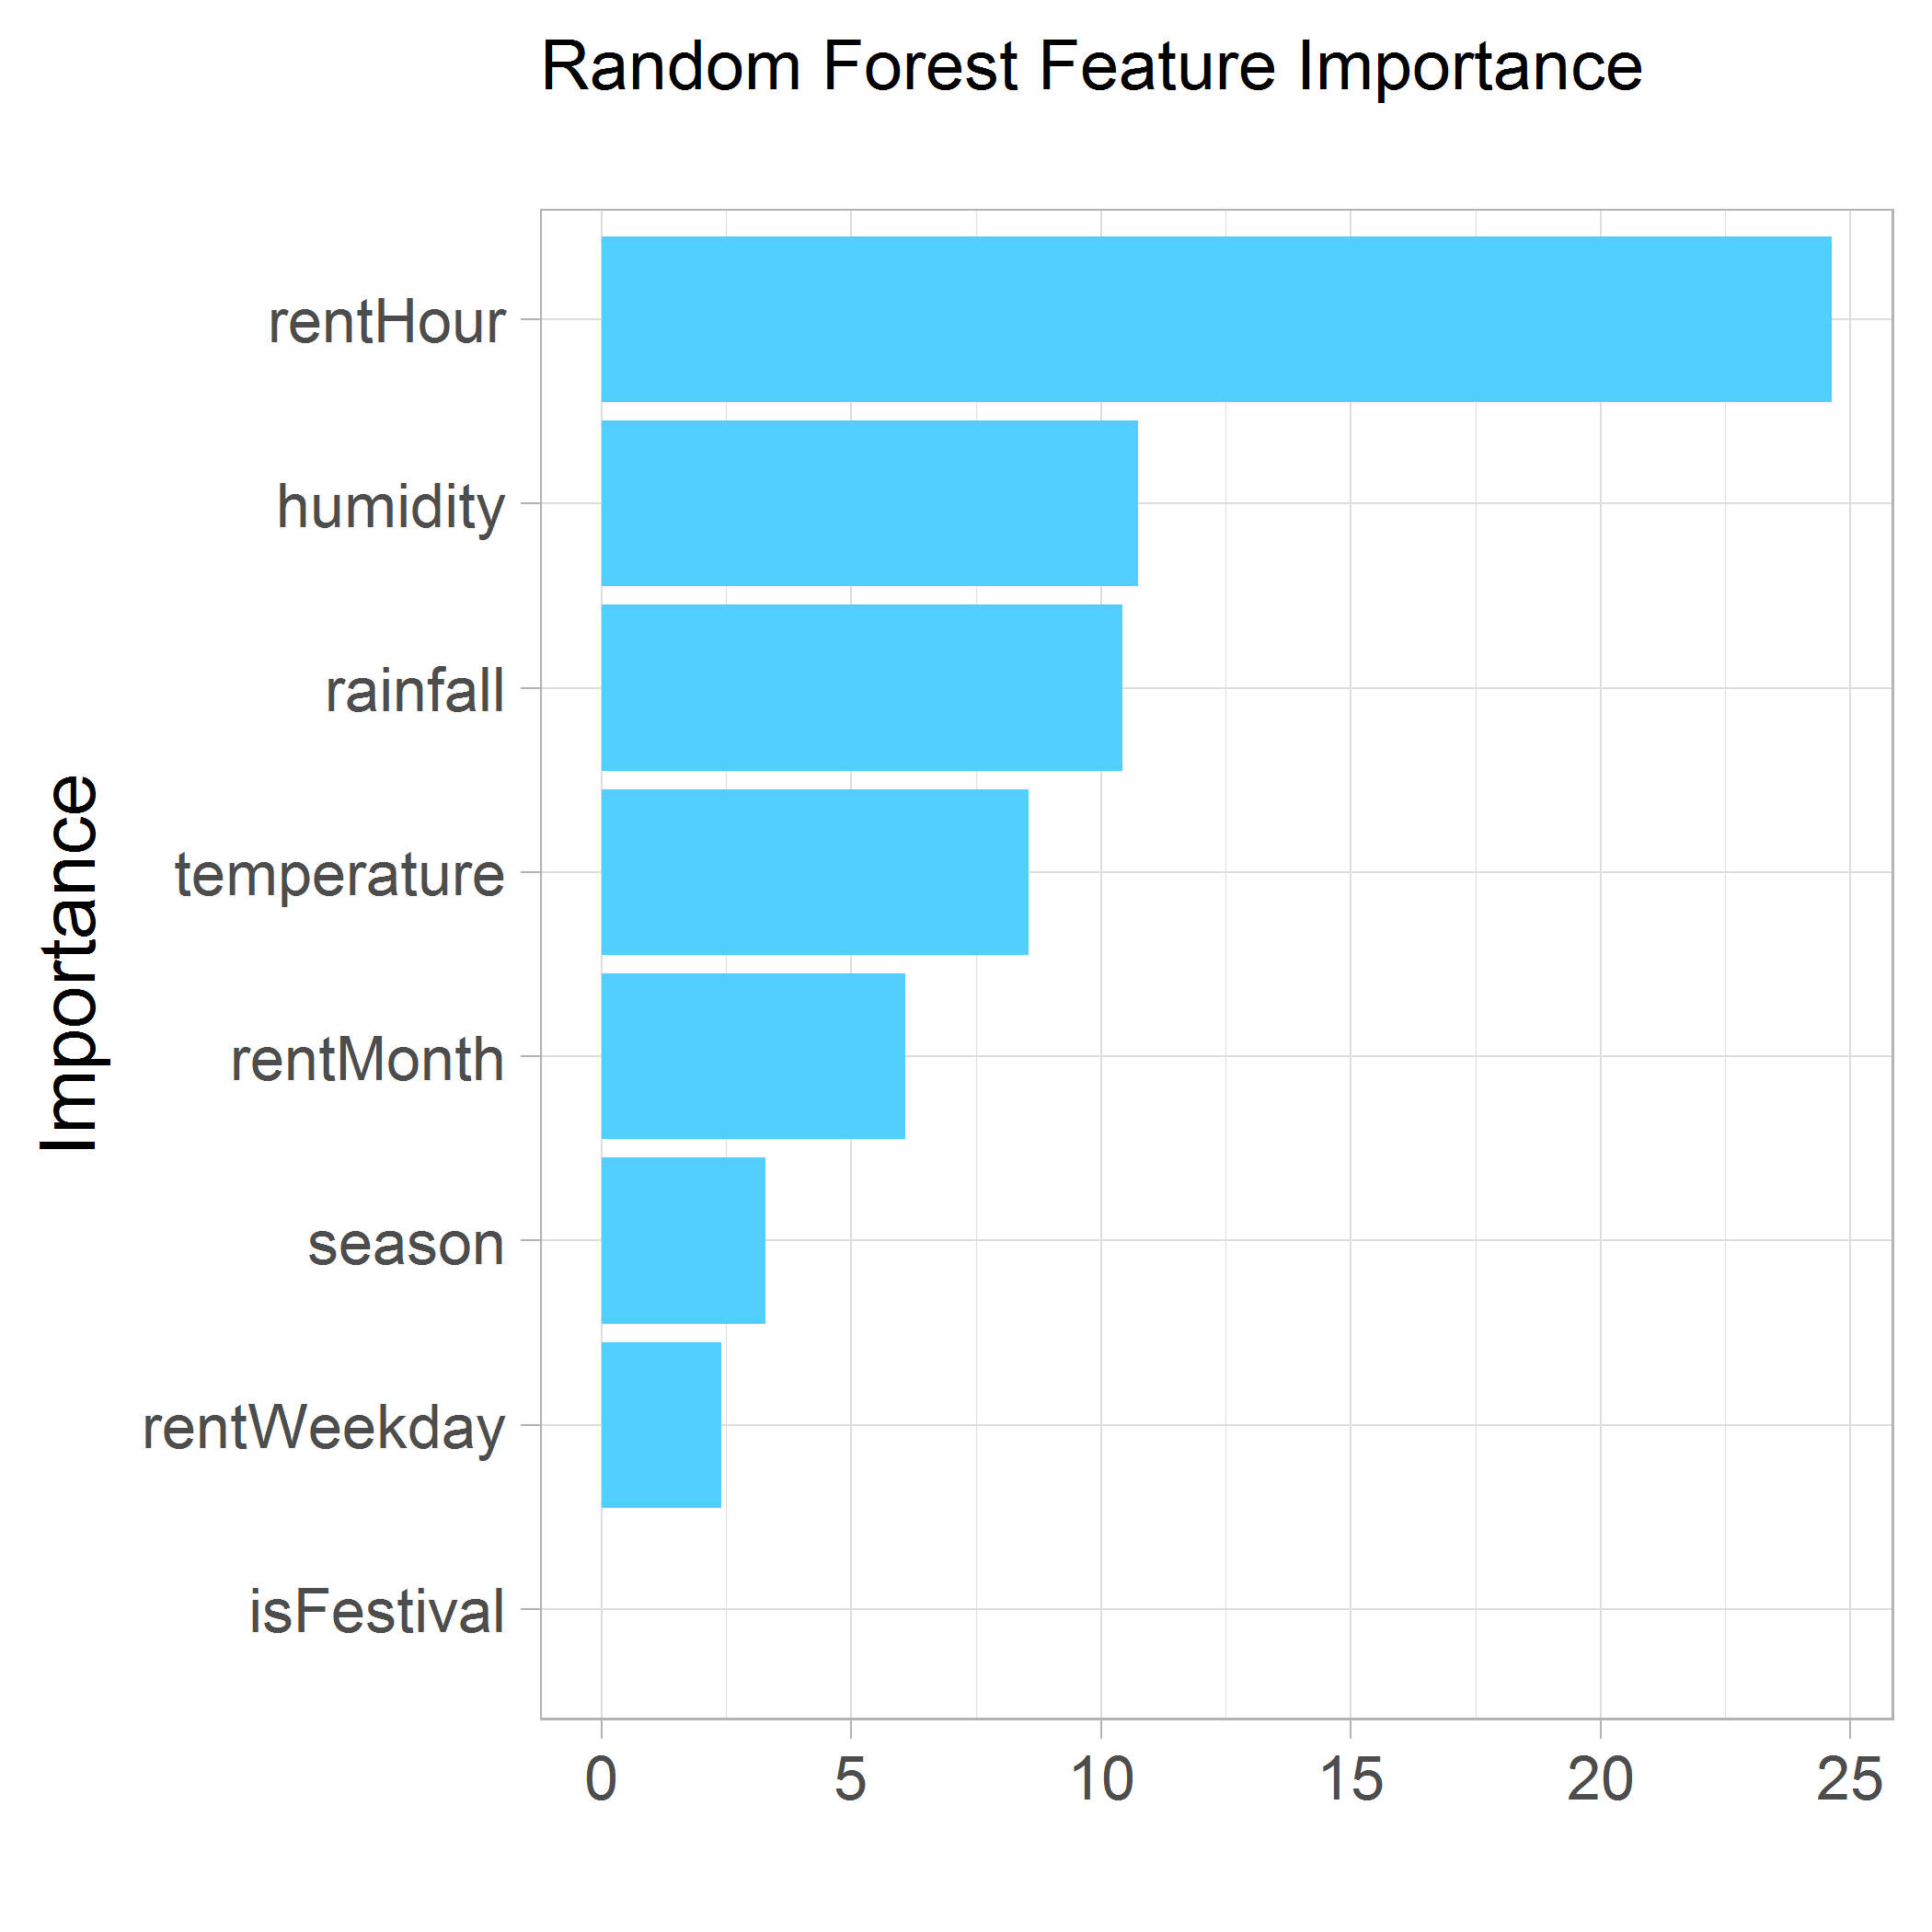 Random Forest Feature Importance
Importance
rentHour
humidity
rainfall
temperature
rentMonth
season
rentWeekday
isFestival
0 5 10 15 20 25